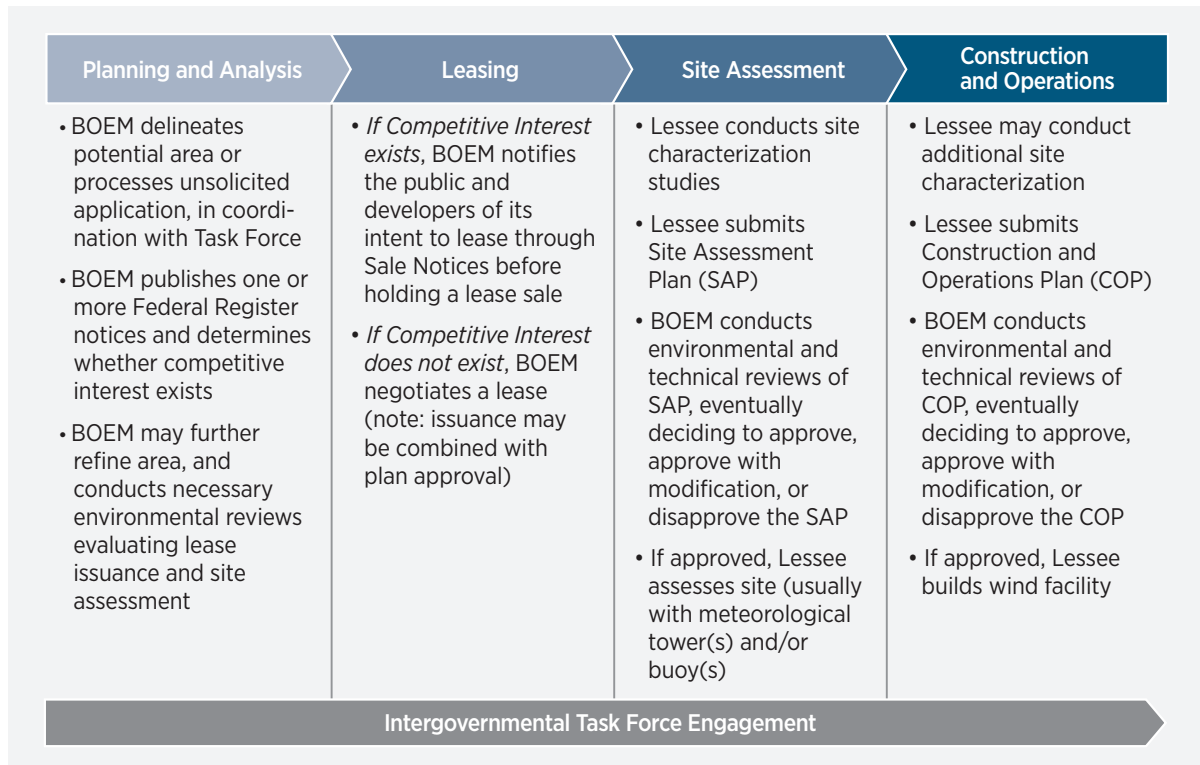 Planning and Analysis
Leasing
Site Assessment
Construction
and Operations
• BOEM delineates
potential area or
processes unsolicited
application, in coordi-
nation with Task Force
• BOEM publishes one or
more Federal Register
notices and determines
whether competitive
interest exists
• BOEM may further
refine area, and
conducts necessary
environmental reviews
evaluating lease
issuance and site
assessment
• If Competitive Interest
exists, BOEM notifies
the public and
developers of its
intent to lease through
Sale Notices before
holding a lease sale
• If Competitive Interest
does not exist, BOEM
negotiates a lease
(note: issuance may
be combined with
plan approval)
• Lessee conducts site
characterization
studies
• Lessee submits
Site Assessment
Plan (SAP)
• BOEM conducts
environmental and
technical reviews of
SAP, eventually
deciding to approve,
approve with
modification, or
disapprove the SAP
• If approved, Lessee
assesses site (usually
with meteorological
tower(s) and/or
buoy(s)
• Lessee may conduct
additional site
characterization
• Lessee submits
Construction and
Operations Plan (COP)
• BOEM conducts
environmental and
technical reviews of
COP, eventually
deciding to approve,
approve with
modification, or
disapprove the COP
• If approved, Lessee
builds wind facility
Intergovernmental Task Force Engagement